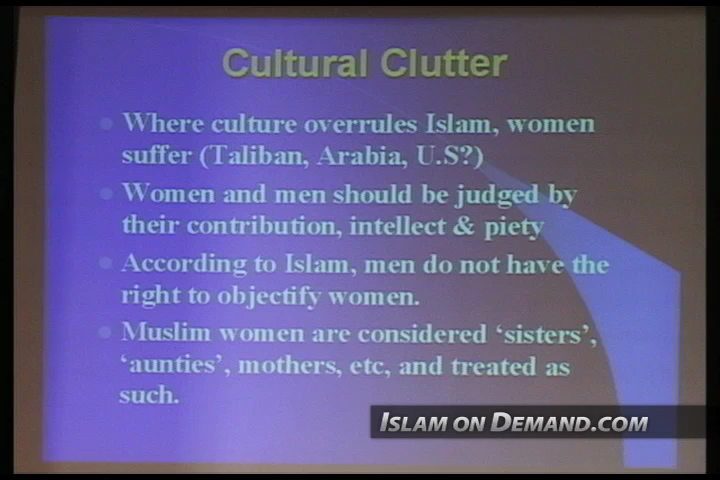 Cultural Clutter
Where culture overrules Islam, women
suffer (Taliban, Arabia, U.S?)
Women and men should be judged by
their contribution, intellect & piety
According to Islam, men do not have the
right to objectify women.
Muslim women are considered ‘sisters’,
‘aunties’, mothers, etc, and treated as
such.
ISLAM ON DEMAND.COM